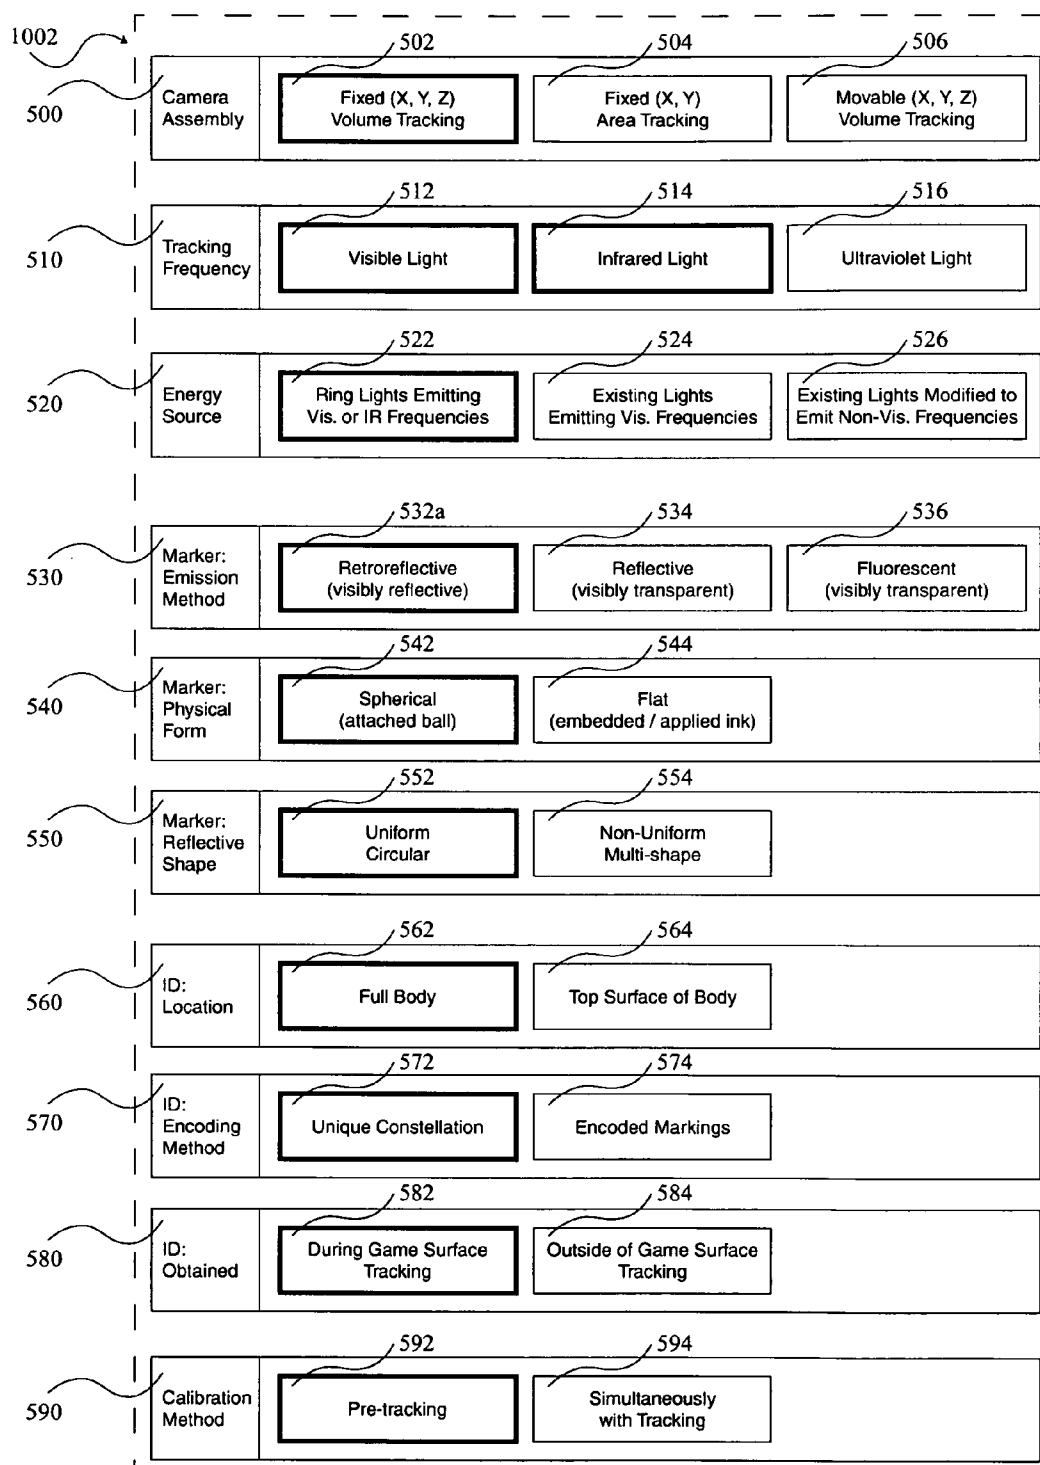 1002
502
504
506
500
Camera
Assembly
Fixed (X, Y, Z)
Volume Tracking
Fixed (X, Y)
Area Tracking
Movable (X, Y, Z)
Volume Tracking
512
514
516
510
Tracking
Frequency
Visible Light
Infrared Light
Ultraviolet Light
522
524
526
520
Energy
Source
Ring Lights Emitting
Vis. or IR Frequencies
Existing Lights
Emitting Vis. Frequencies
Existing Lights Modified to
Emit Non-Vis. Frequencies
532a
534
536
530
Marker:
Emission
Method
Retroreflective
(visibly reflective)
Reflective
(visibly transparent)
Fluorescent
(visibly transparent)
542
544
540
Marker:
Physical
Form
Spherical
(attached ball)
Flat
(embedded / applied ink)
552
554
550
Marker:
Reflective
Shape
Uniform
Circular
Non-Uniform
Multi-shape
562
564
560
ID:
Location
Full Body
Top Surface of Body
572
574
570
ID:
Encoding
Method
Unique Constellation
Encoded Markings
582
584
580
ID:
Obtained
During Game Surface
Tracking
Outside of Game Surface
Tracking
592
594
590
Calibration
Method
Pre-tracking
Simultaneously
with Tracking